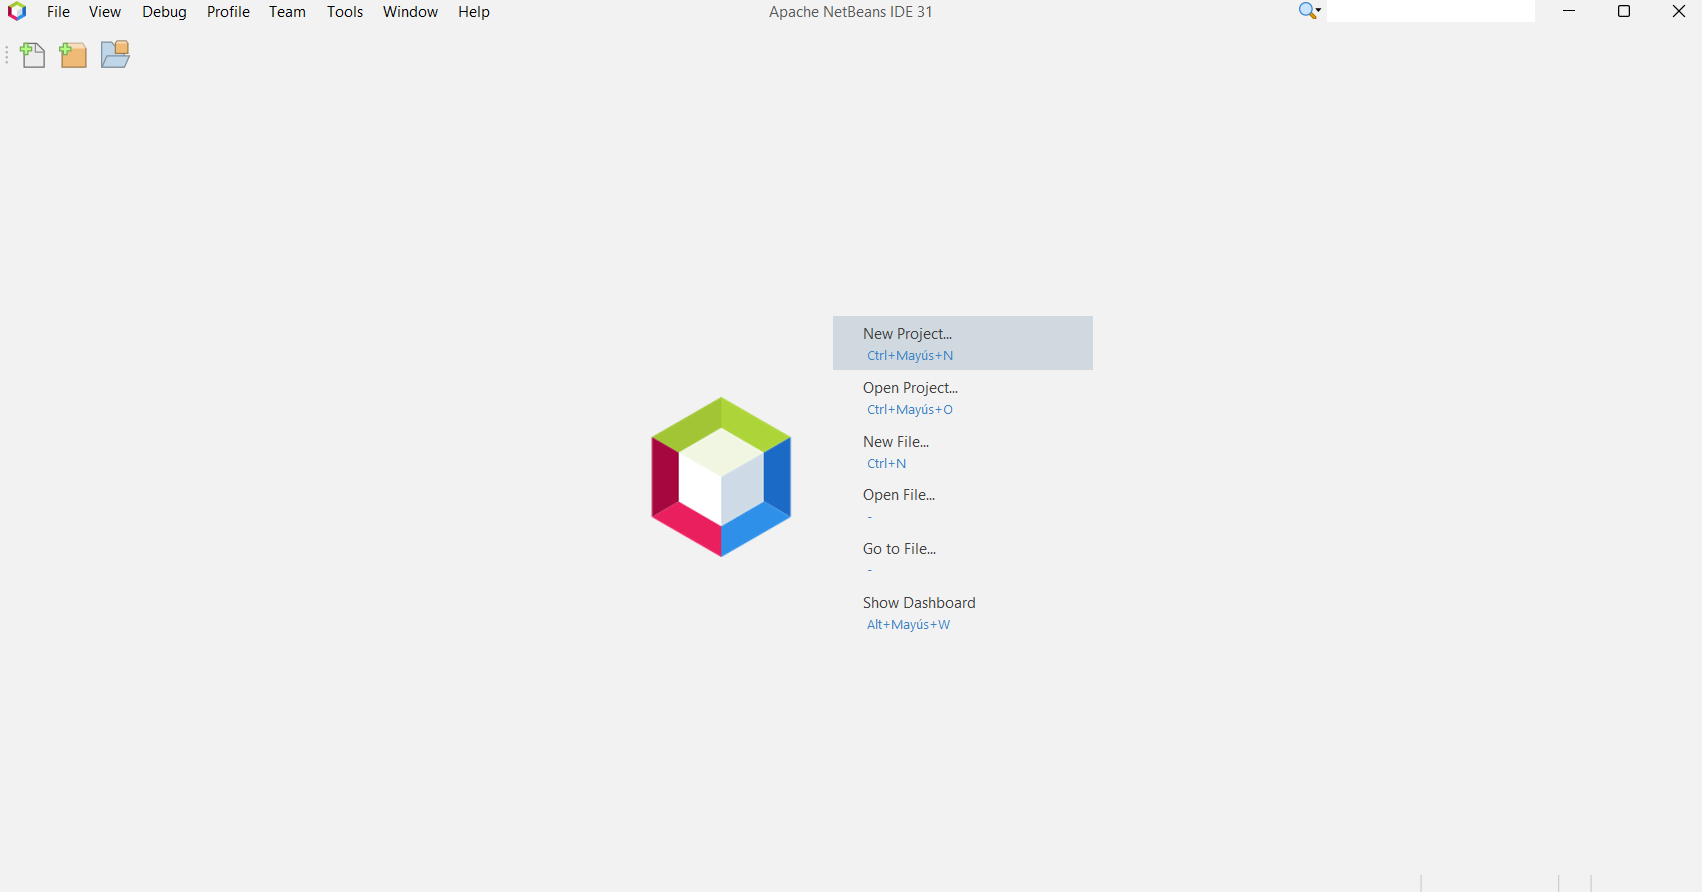 File View Debug Profile Team Tools Window Help Apache NetBeans IDE 31
New Project...
Ctrl+Mayús+N
Open Project...
Ctrl+Mayús+O
New File...
Ctrl+N
Open File...
-
Go to File...
-
Show Dashboard
Alt+Mayús+W